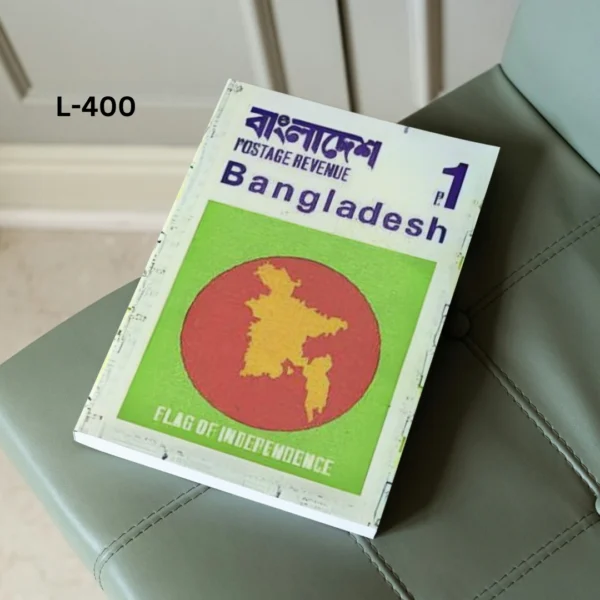 L-400
বাংলাদেশ
POSTAGE REVENUE
Bangladesh
P. 1
FLAG OF INDEPENDENCE